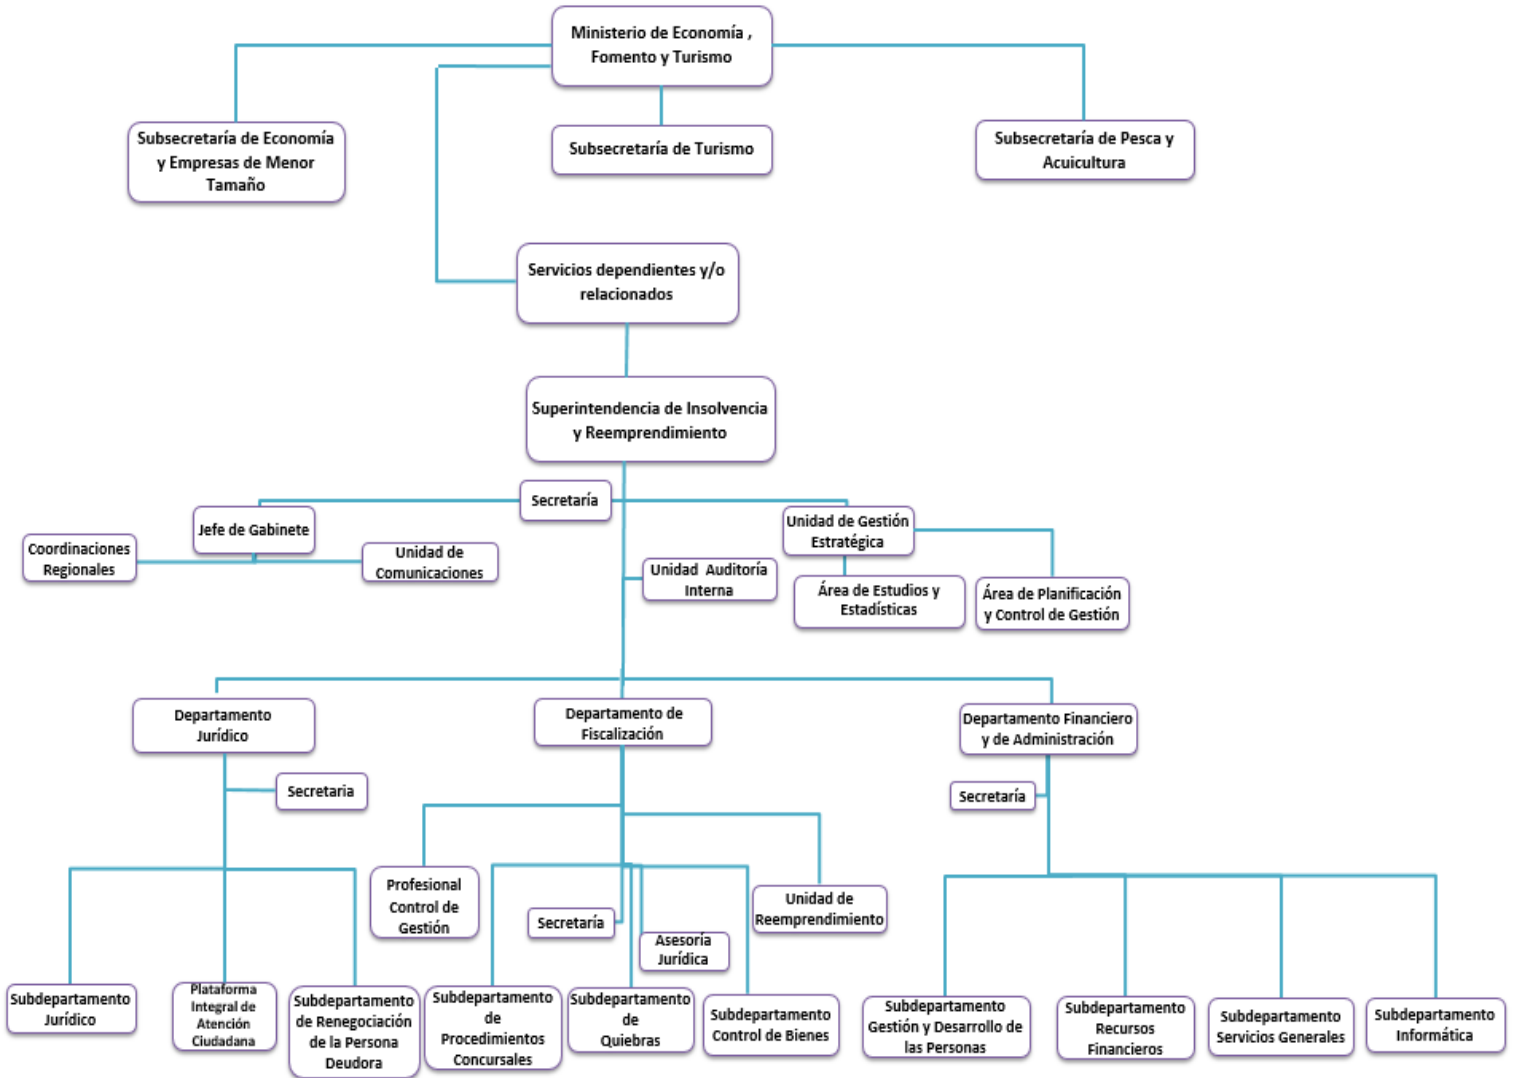 Ministerio de Economía ,
Fomento y Turismo
Subsecretaría de Economía
y Empresas de Menor
Tamaño
Subsecretaría de Turismo
Subsecretaría de Pesca y
Acuicultura
Servicios dependientes y/o
relacionados
Superintendencia de Insolvencia
y Reemprendimiento
Secretaría
Jefe de Gabinete
Coordinaciones
Regionales
Unidad de
Comunicaciones
Unidad Auditoría
Interna
Unidad de Gestión
Estratégica
Área de Estudios y
Estadísticas
Área de Planificación
y Control de Gestión
Departamento
Jurídico
Departamento de
Fiscalización
Departamento Financiero
y de Administración
Secretaria
Secretaría
Profesional
Control de
Gestión
Secretaría
Asesoría
Jurídica
Unidad de
Reemprendimiento
Subdepartamento
Jurídico
Plataforma
Integral de
Atención
Ciudadana
Subdepartamento
de Renegociación
de la Persona
Deudora
Subdepartamento
de
Procedimientos
Concursales
Subdepartamento
de
Quiebras
Subdepartamento
Control de Bienes
Subdepartamento
Gestión y Desarrollo de
las Personas
Subdepartamento
Recursos
Financieros
Subdepartamento
Servicios Generales
Subdepartamento
Informática